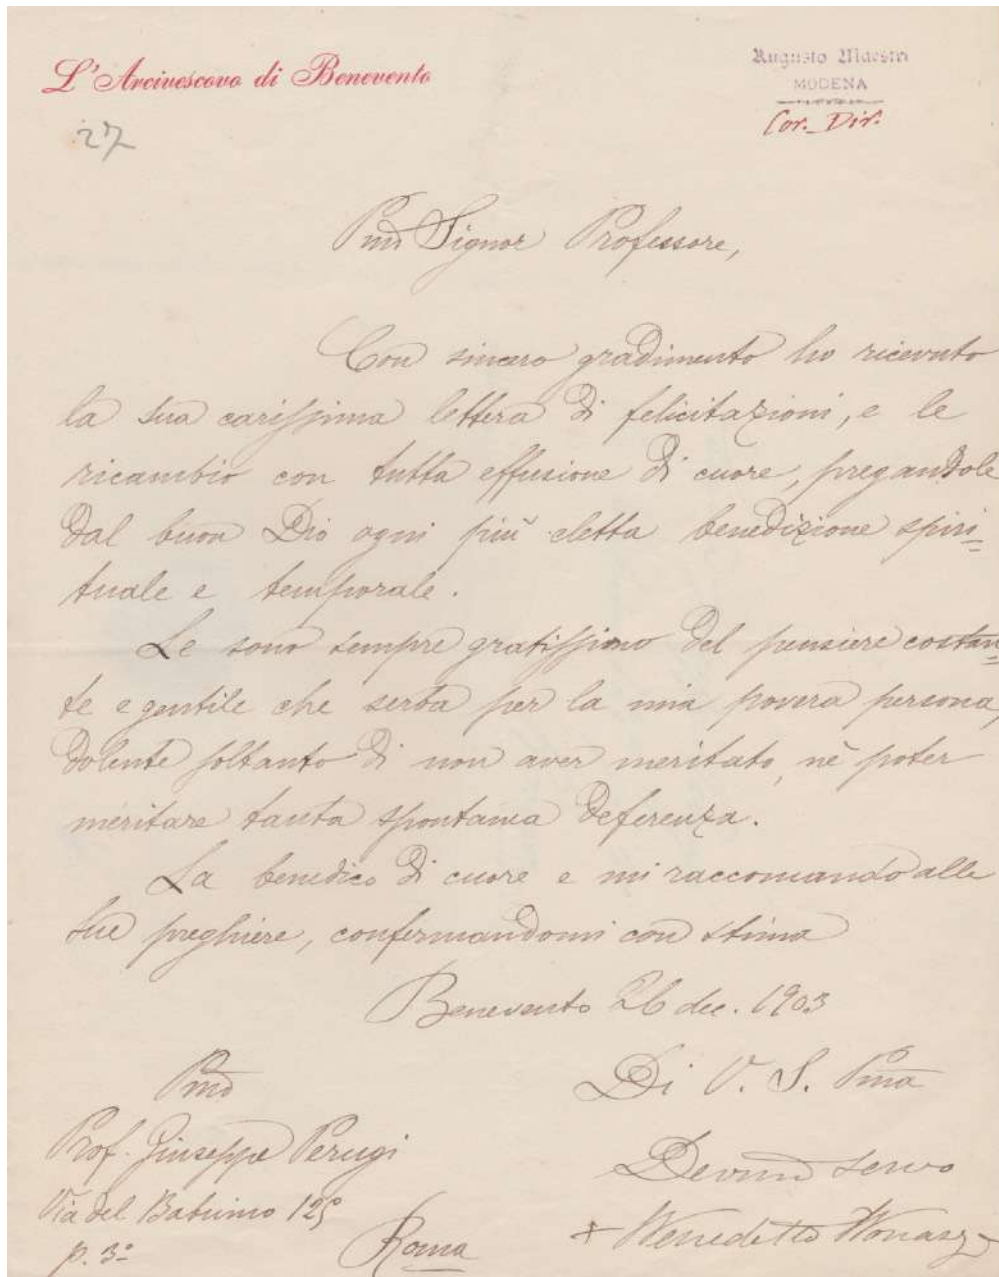 L'Arcivescovo di Benevento
Augusto Maestri
MODENA
Cor. Dir.
27
Signor Professore,
Con sincero gradimento ho ricevuto
la sua carissima lettera di felicitazioni, e le
ricambio con tutta effusione di cuore, pregandole
dal buon Dio ogni più eletta benedizione spiri=
tuale e temporale.
Le sono sempre gratissimo del pensiere costan=
te e gentile che serba per la mia povera persona,
dolente soltanto di non aver meritato, nè poter
meritare tanta spontanea deferenza.
La benedico di cuore e mi raccomando alle
sue preghiere, confermandomi con stima
Benevento 26 dec. 1903
Di V. S.
Prof. Giuseppe Perugi
Via del Babuino 125
p. 3º
Roma
Devmo servo
+ Benedetto